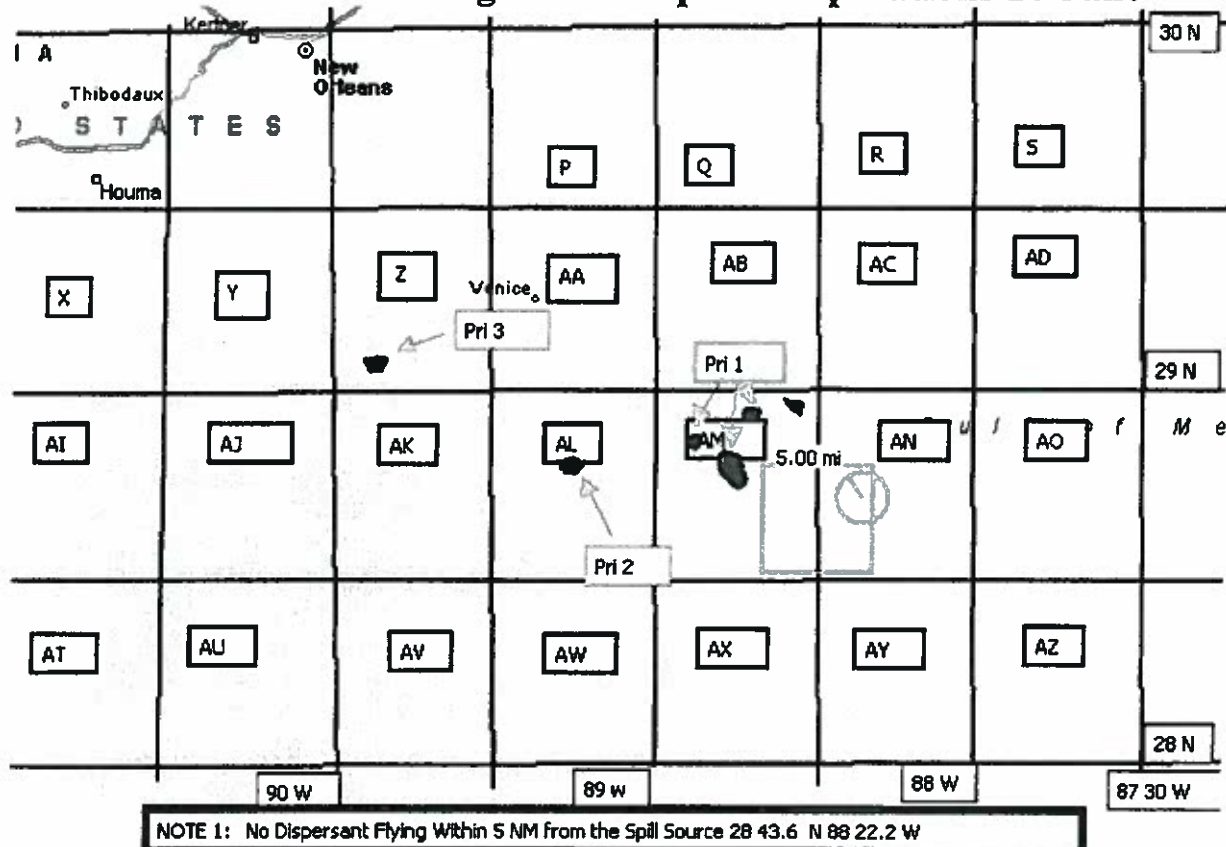 Kenner
30 N
I A
New
Orleans
Thibodaux
S T A T E S
Houma
P
Q
R
S
X
Y
Z
Venice
AA
AB
AC
AD
Pri 3
Pri 1
29 N
AI
AJ
AK
AL
AM
5.00 mi
AN
u l f M e
AO
Pri 2
AT
AU
AV
AW
AX
AY
AZ
28 N
90 W
89 W
88 W
87 30 W
NOTE 1: No Dispersant Flying Within 5 NM from the Spill Source 28 43.6 N 88 22.2 W